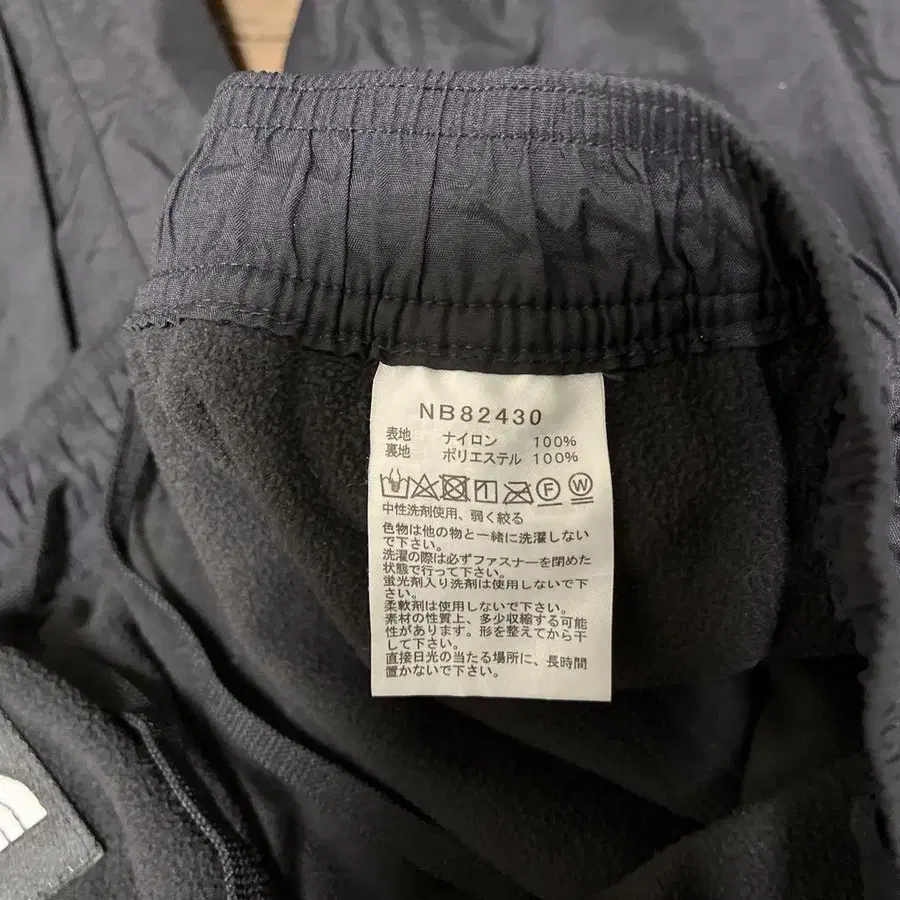 NB82430
表地 ナイロン 100%
裏地 ポリエステル 100%
F W
中性洗剤使用、弱く絞る
色物は他の物と一緒に洗濯しない
で下さい。
洗濯の際は必ずファスナーを閉めた
状態で行って下さい。
蛍光剤入り洗剤は使用しないで下
さい。
柔軟剤は使用しないで下さい。
素材の性質上、多少収縮する可能
性があります。形を整えてから干
して下さい。
直接日光の当たる場所に、長時間
置かないで下さい。